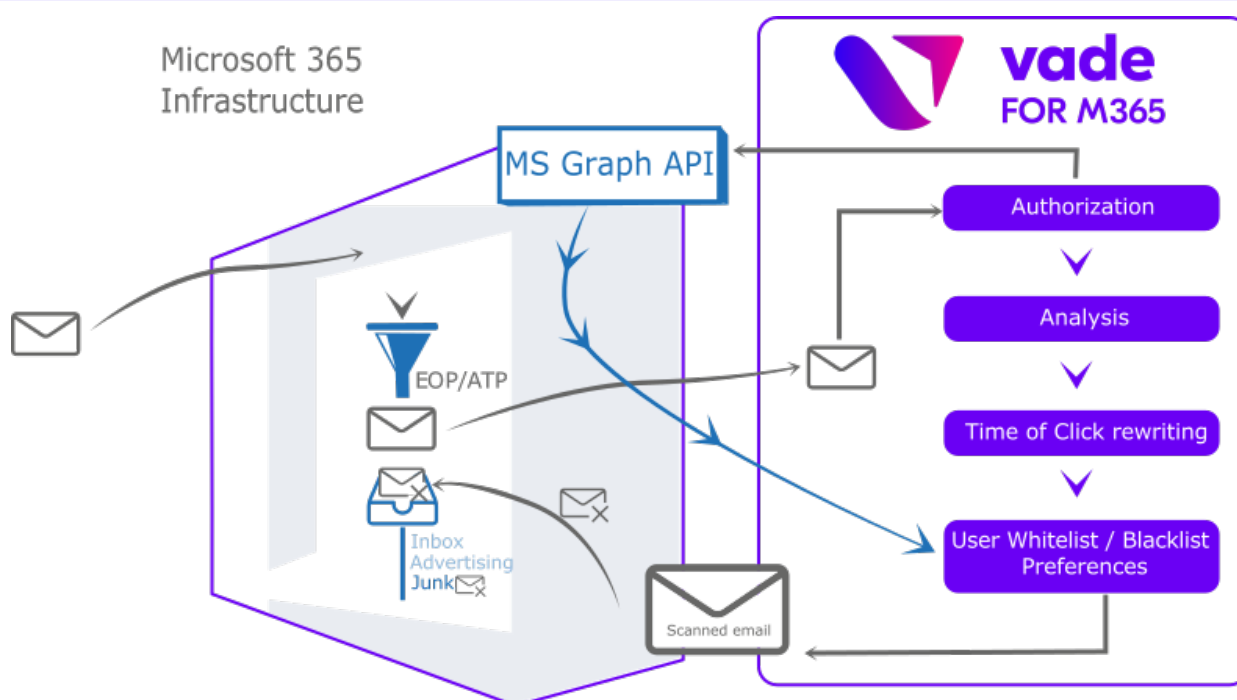 Microsoft 365
Infrastructure
vade
FOR M365
MS Graph API
Authorization
Analysis
EOP/ATP
Time of Click rewriting
Inbox
Advertising
Junk
User Whitelist / Blacklist
Preferences
Scanned email